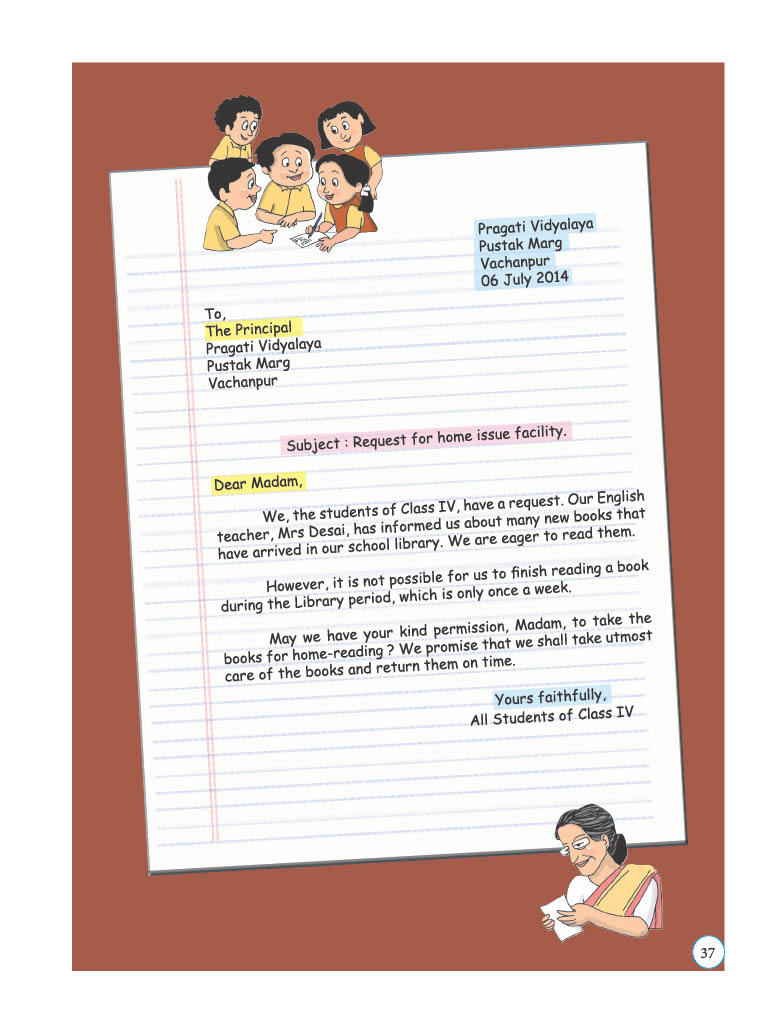 Pragati Vidyalaya
Pustak Marg
Vachanpur
06 July 2014
To,
The Principal
Pragati Vidyalaya
Pustak Marg
Vachanpur
Subject : Request for home issue facility.
Dear Madam,
We, the students of Class IV, have a request. Our English
teacher, Mrs Desai, has informed us about many new books that
have arrived in our school library. We are eager to read them.
However, it is not possible for us to finish reading a book
during the Library period, which is only once a week.
May we have your kind permission, Madam, to take the
books for home-reading ? We promise that we shall take utmost
care of the books and return them on time.
Yours faithfully,
All Students of Class IV
37